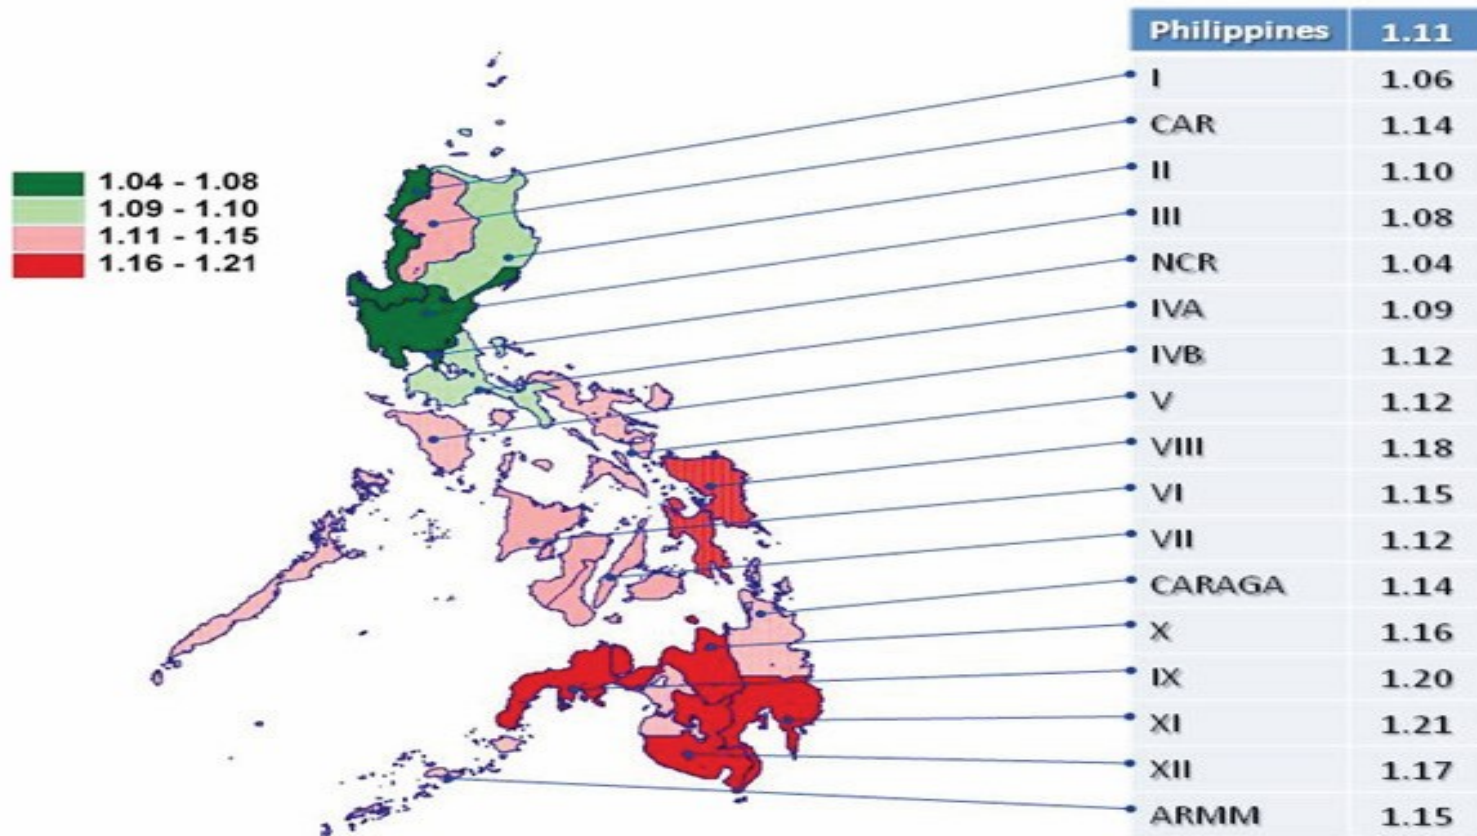 Philippines 1.11
I 1.06
CAR 1.14
II 1.10
III 1.08
NCR 1.04
IVA 1.09
IVB 1.12
V 1.12
VIII 1.18
VI 1.15
VII 1.12
CARAGA 1.14
X 1.16
IX 1.20
XI 1.21
XII 1.17
ARMM 1.15
1.04 - 1.08
1.09 - 1.10
1.11 - 1.15
1.16 - 1.21